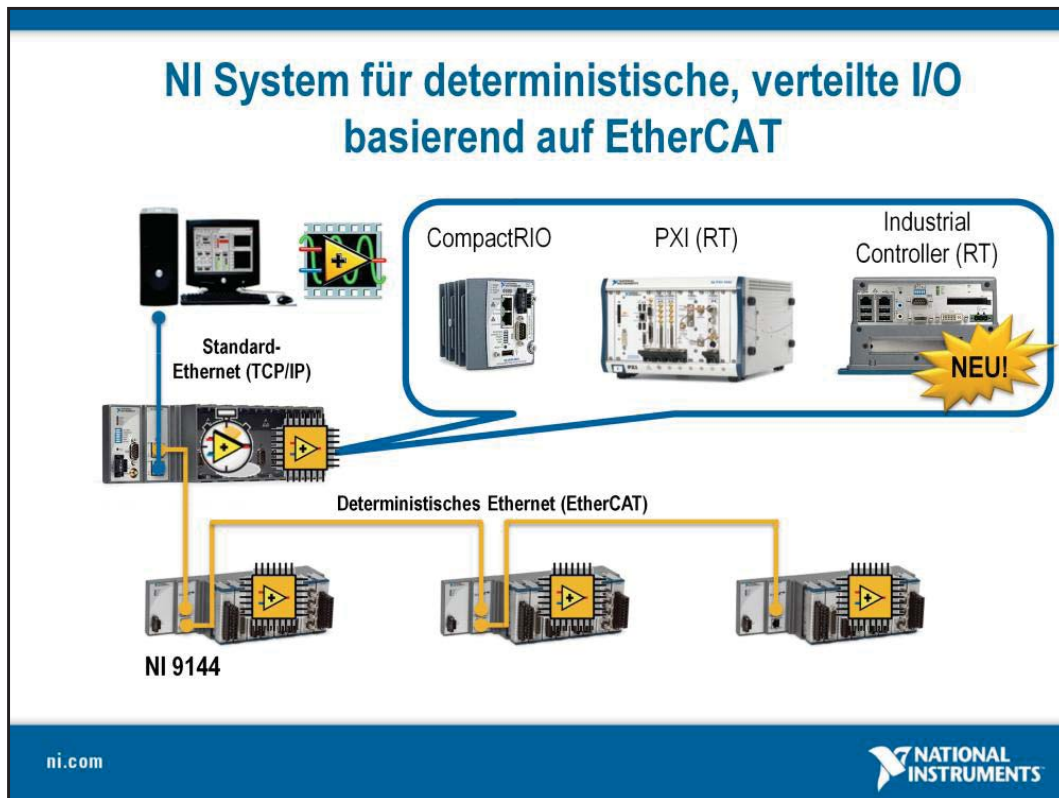 NI System für deterministische, verteilte I/O
basierend auf EtherCAT
CompactRIO
PXI (RT)
Industrial
Controller (RT)
NEU!
Standard-
Ethernet (TCP/IP)
Deterministisches Ethernet (EtherCAT)
NI 9144
ni.com
NATIONAL
INSTRUMENTS